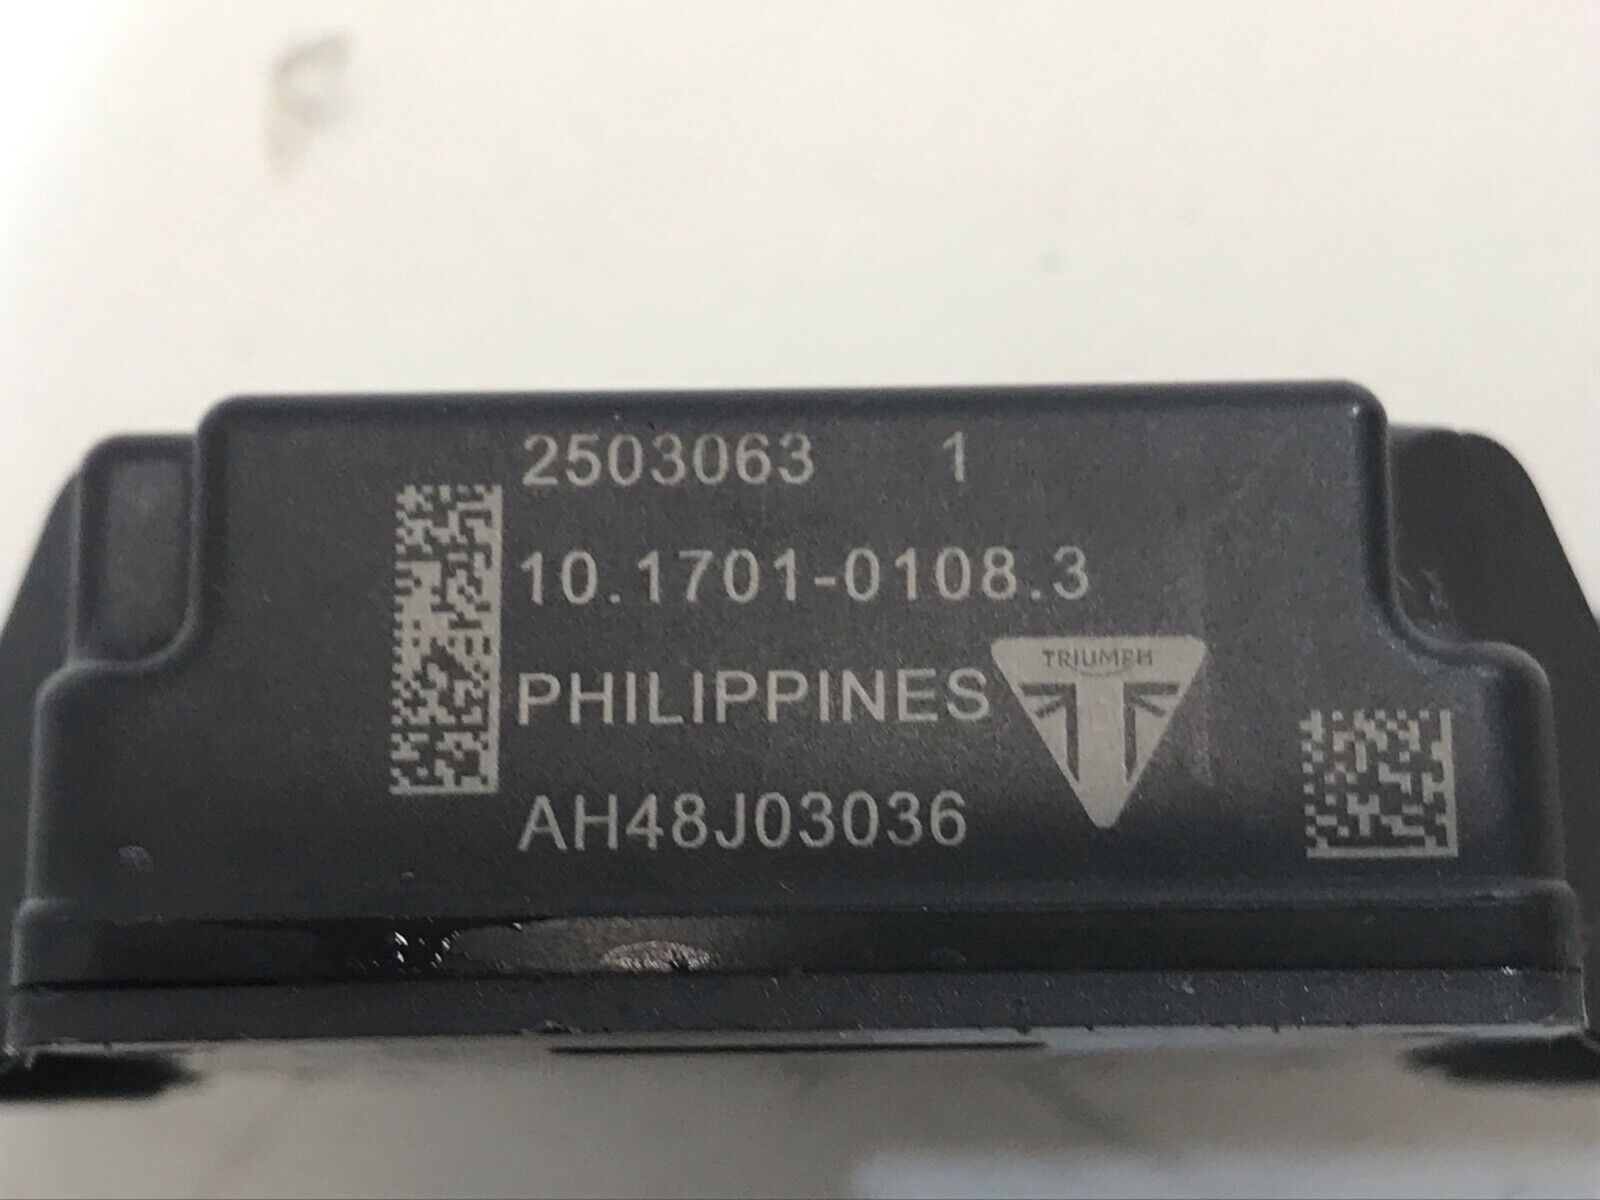 2503063 1
10.1701-0108.3
PHILIPPINES
TRIUMPH
AH48J03036